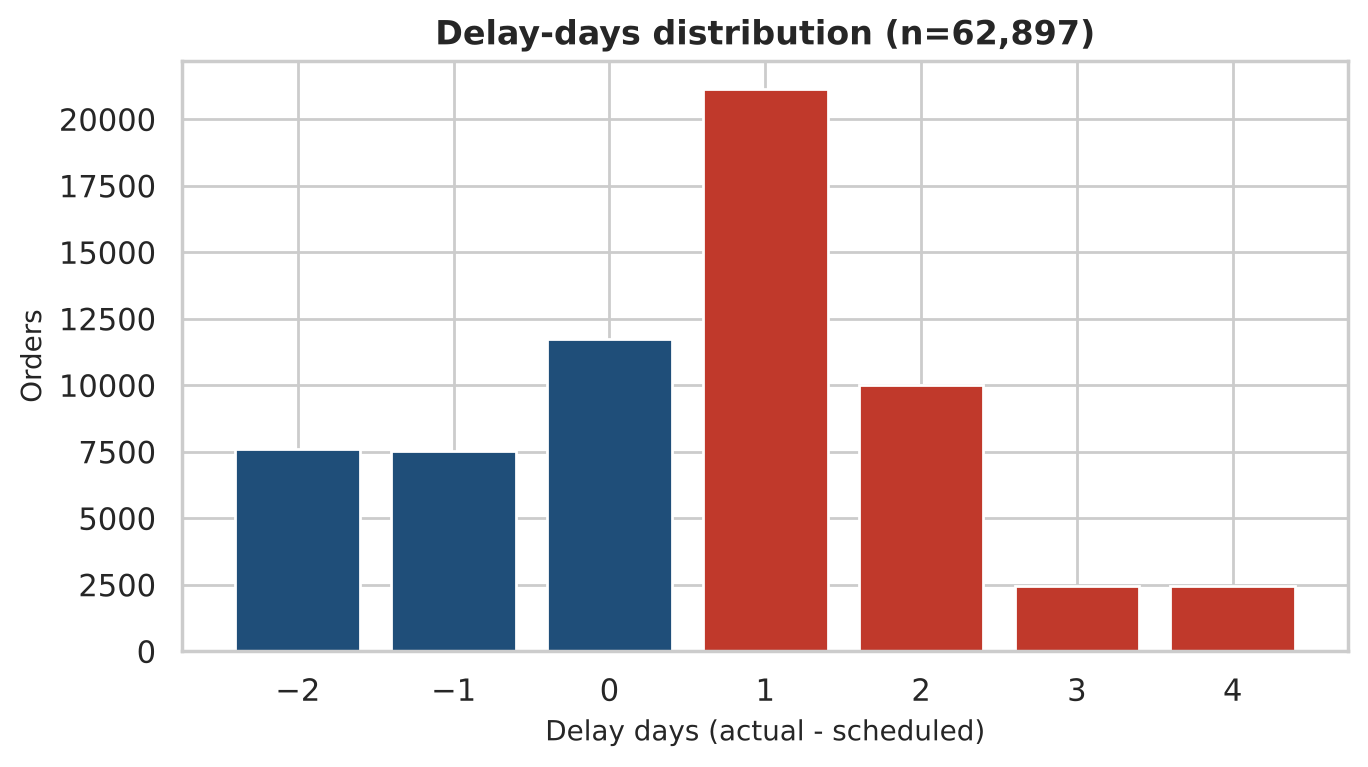 Delay-days distribution (n=62,897)
20000
17500
15000
12500
10000
7500
5000
2500
0
Orders
−2 −1 0 1 2 3 4
Delay days (actual - scheduled)